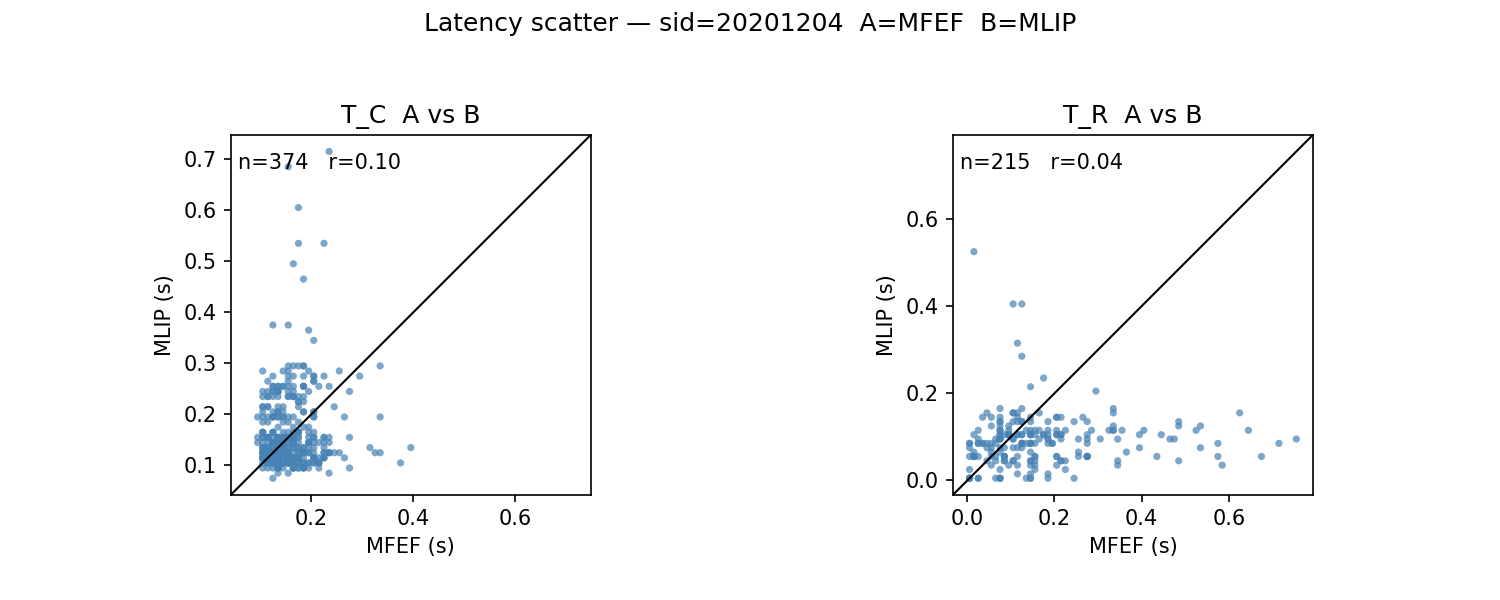 Latency scatter — sid=20201204  A=MFEF  B=MLIP
T_C  A vs B
n=374   r=0.10
0.7
0.6
0.5
0.4
0.3
0.2
0.1
MLIP (s)
0.2
0.4
0.6
MFEF (s)
T_R  A vs B
n=215   r=0.04
0.6
0.4
0.2
0.0
MLIP (s)
0.0
0.2
0.4
0.6
MFEF (s)